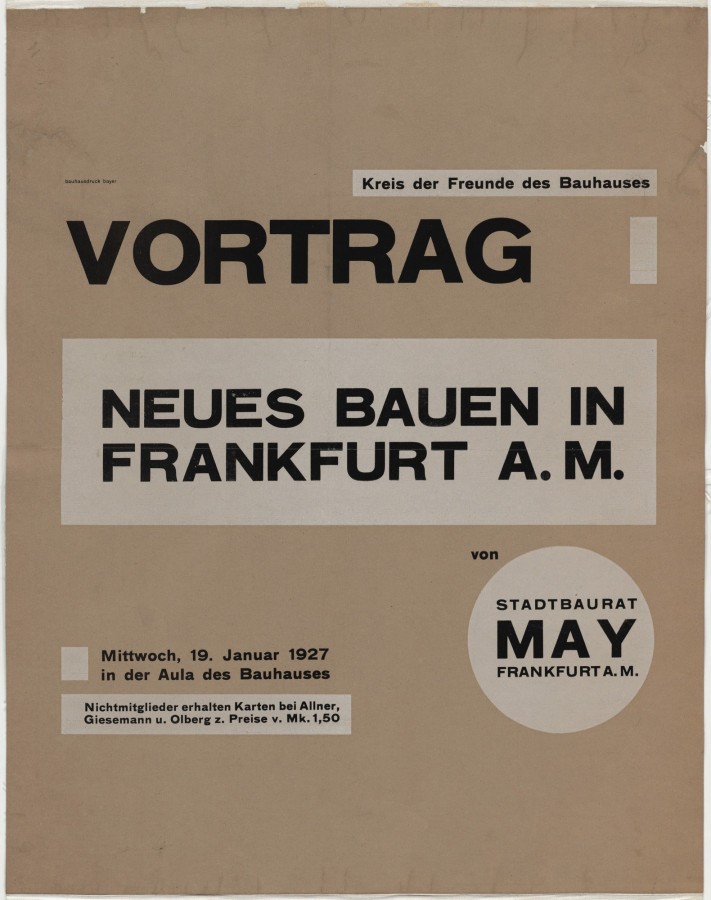 bauhausdruck bayer
Kreis der Freunde des Bauhauses
VORTRAG
NEUES BAUEN IN
FRANKFURT A. M.
von
STADTBAURAT
MAY
FRANKFURT A. M.
Mittwoch, 19. Januar 1927
in der Aula des Bauhauses
Nichtmitglieder erhalten Karten bei Allner,
Giesemann u. Olberg z. Preise v. Mk. 1,50